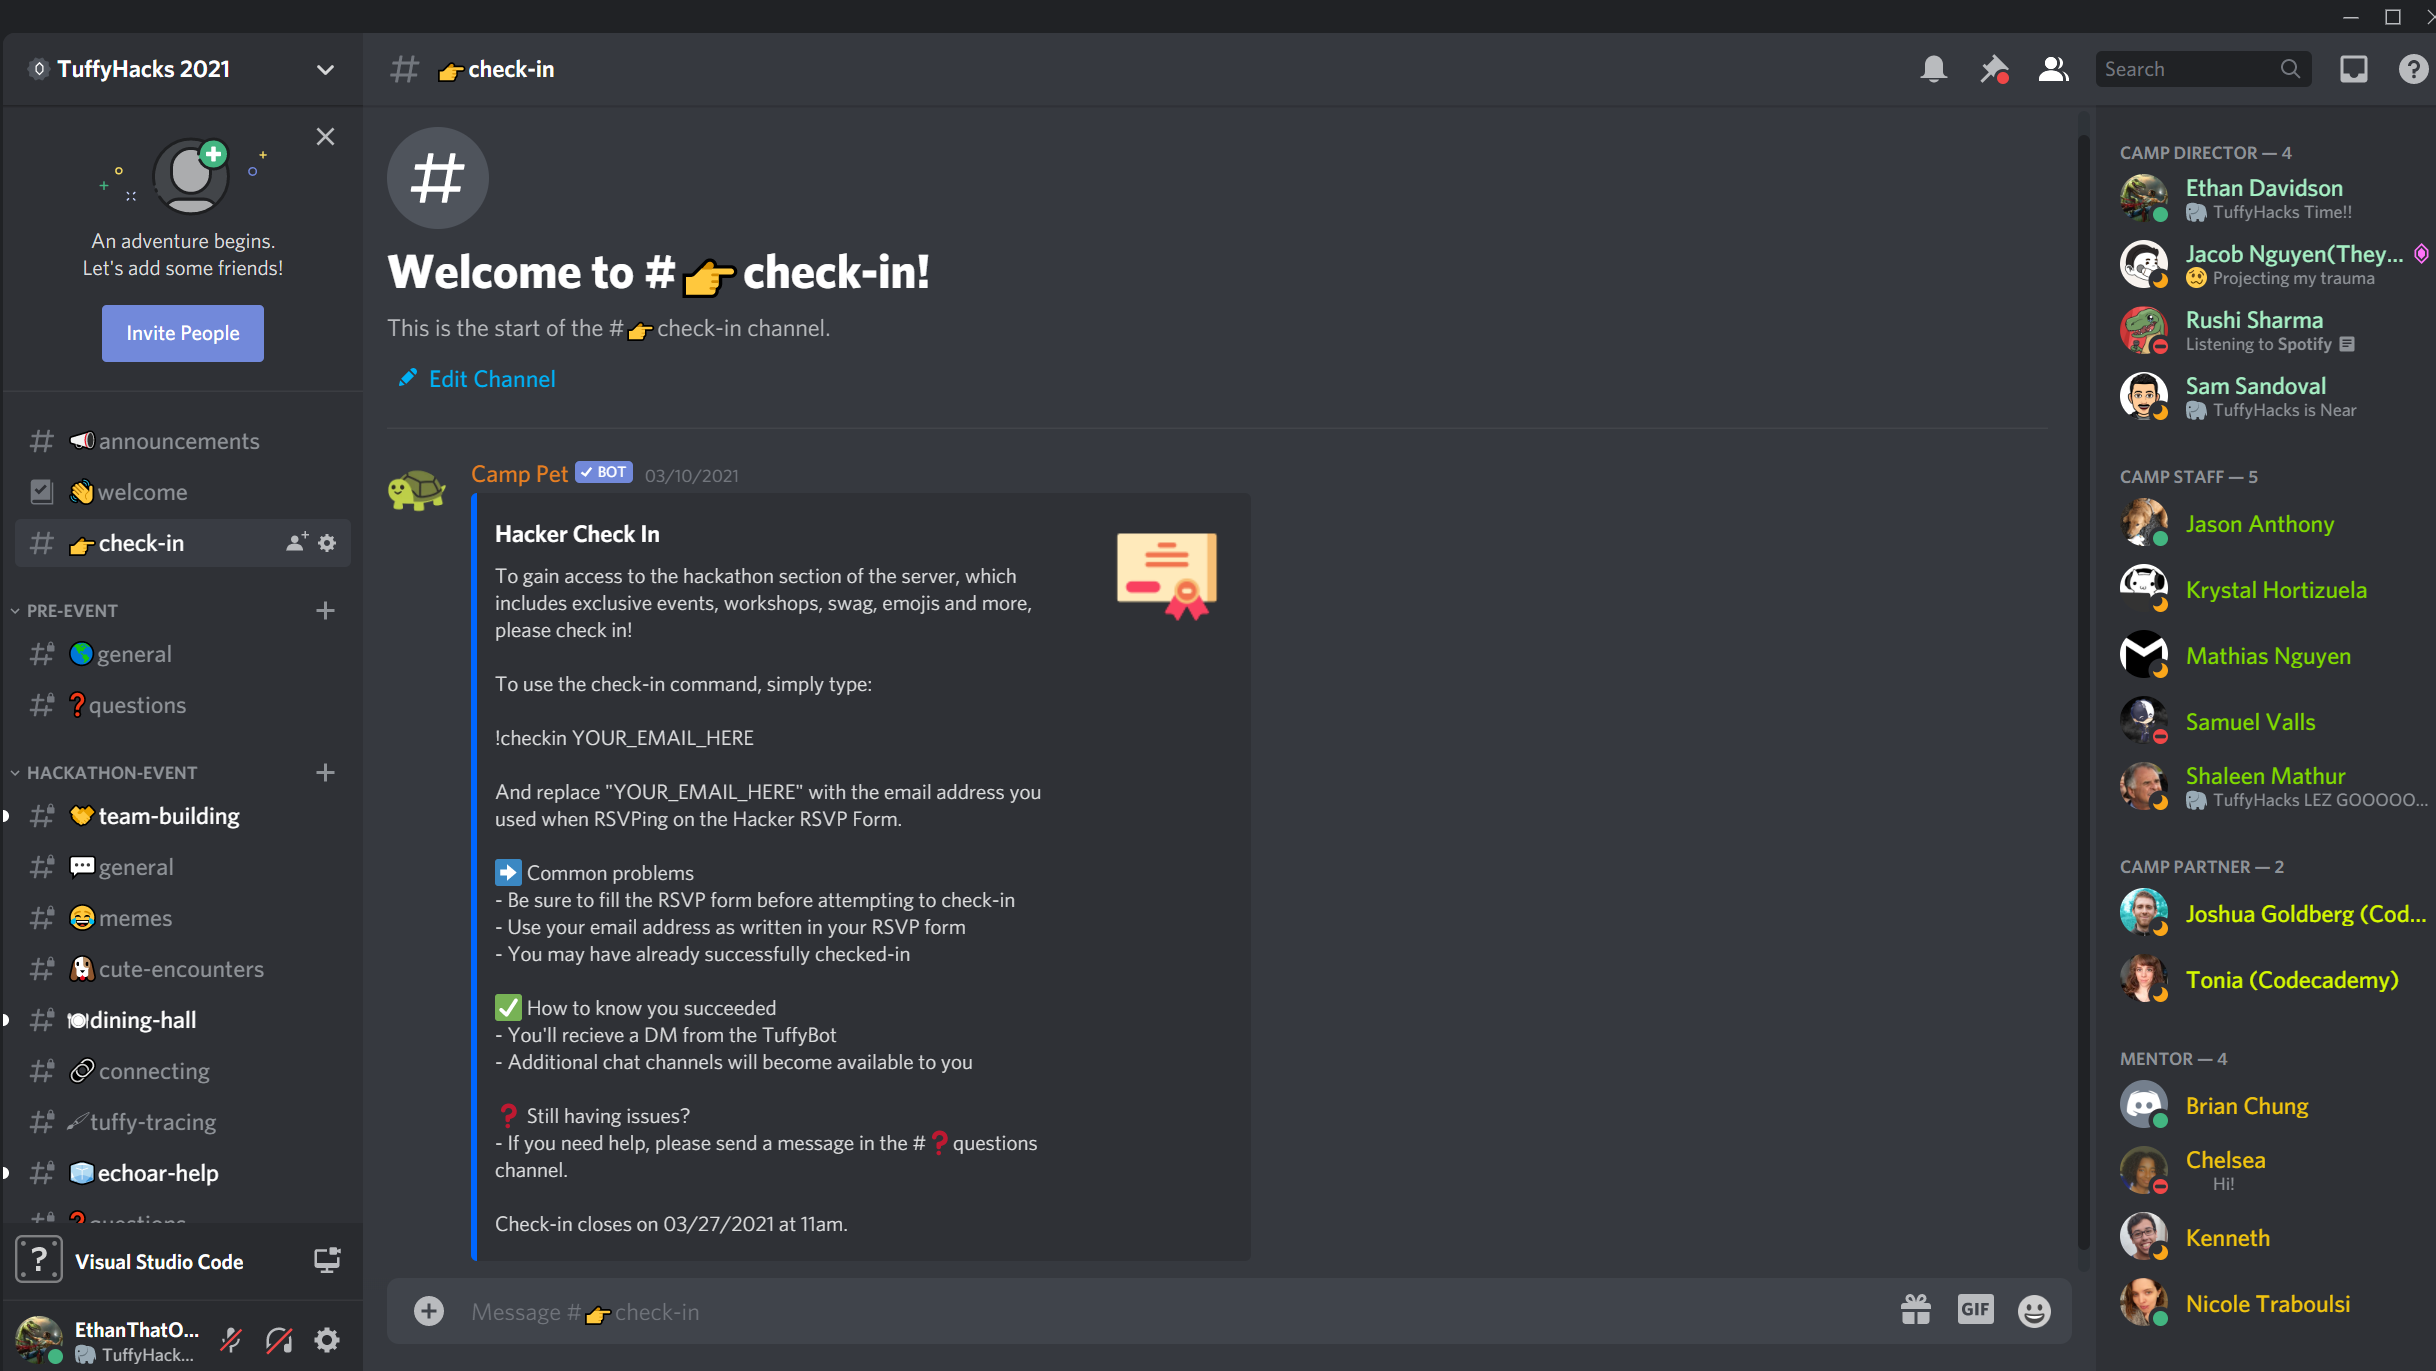 TuffyHacks 2021
An adventure begins.
Let's add some friends!
Invite People
announcements
welcome
check-in
PRE-EVENT
general
questions
HACKATHON-EVENT
team-building
general
memes
cute-encounters
dining-hall
connecting
tuffy-tracing
echoar-help
questions
Visual Studio Code
EthanThatO...
TuffyHack...
# 👉check-in
Search
Welcome to #👉check-in!
This is the start of the #👉check-in channel.
Edit Channel
Camp Pet ✓ BOT 03/10/2021
Hacker Check In
To gain access to the hackathon section of the server, which
includes exclusive events, workshops, swag, emojis and more,
please check in!
To use the check-in command, simply type:
!checkin YOUR_EMAIL_HERE
And replace "YOUR_EMAIL_HERE" with the email address you
used when RSVPing on the Hacker RSVP Form.
➡️ Common problems
- Be sure to fill the RSVP form before attempting to check-in
- Use your email address as written in your RSVP form
- You may have already successfully checked-in
✅ How to know you succeeded
- You'll recieve a DM from the TuffyBot
- Additional chat channels will become available to you
❓ Still having issues?
- If you need help, please send a message in the #❓questions
channel.
Check-in closes on 03/27/2021 at 11am.
Message #👉check-in
GIF
CAMP DIRECTOR — 4
Ethan Davidson
TuffyHacks Time!!
Jacob Nguyen(They...
Projecting my trauma
Rushi Sharma
Listening to Spotify
Sam Sandoval
TuffyHacks is Near
CAMP STAFF — 5
Jason Anthony
Krystal Hortizuela
Mathias Nguyen
Samuel Valls
Shaleen Mathur
TuffyHacks LEZ GOOOOO...
CAMP PARTNER — 2
Joshua Goldberg (Cod...
Tonia (Codecademy)
MENTOR — 4
Brian Chung
Chelsea
Hi!
Kenneth
Nicole Traboulsi